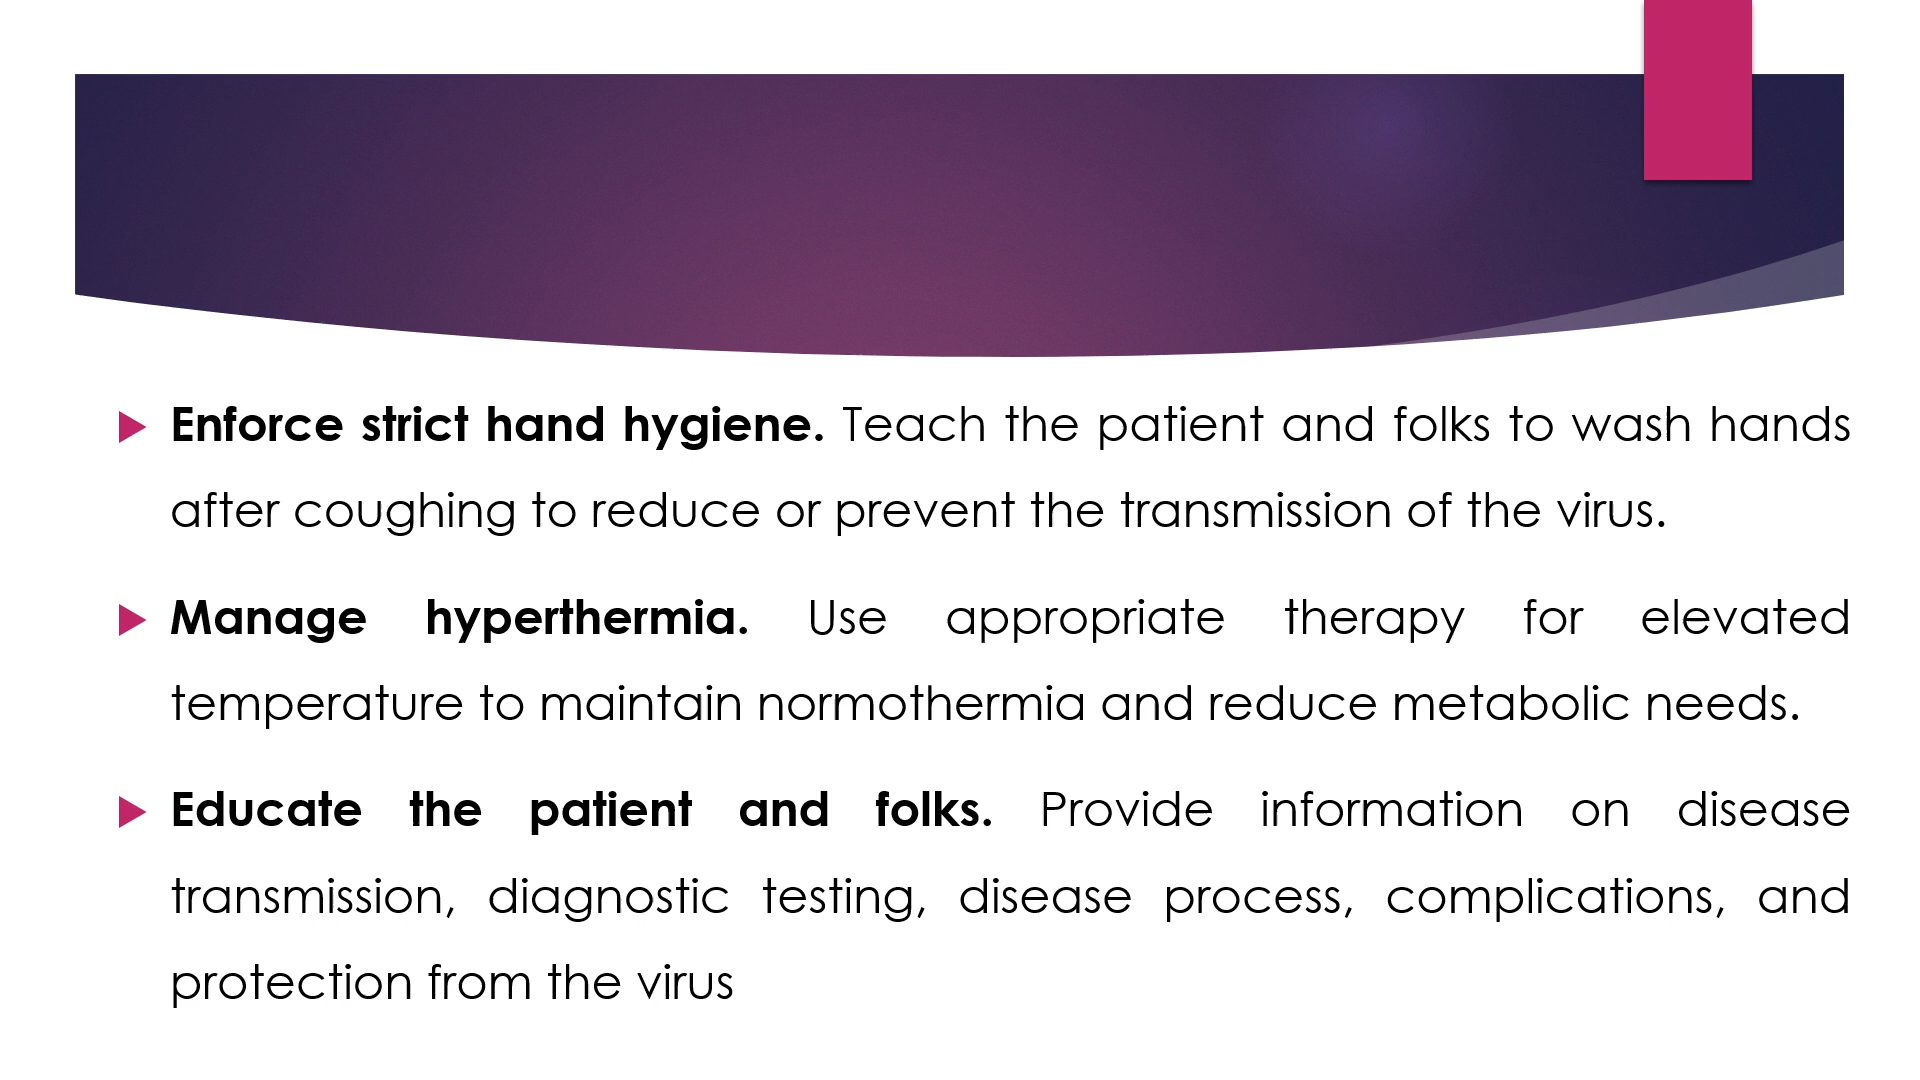 Enforce strict hand hygiene. Teach the patient and folks to wash hands
after coughing to reduce or prevent the transmission of the virus.
Manage hyperthermia. Use appropriate therapy for elevated
temperature to maintain normothermia and reduce metabolic needs.
Educate the patient and folks. Provide information on disease
transmission, diagnostic testing, disease process, complications, and
protection from the virus